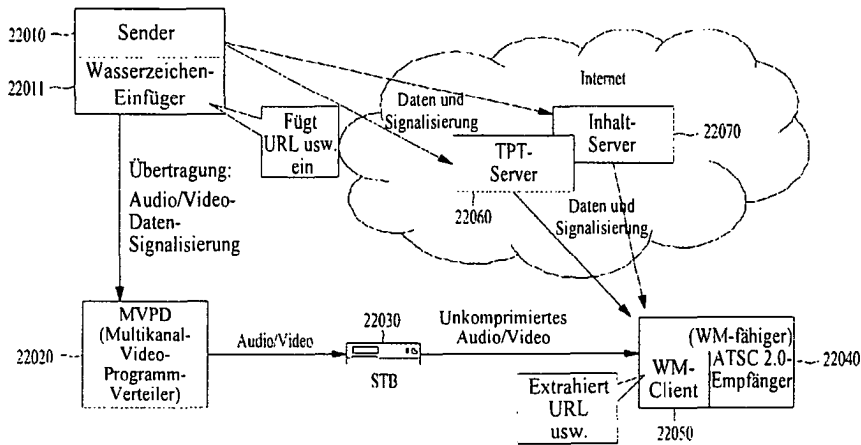 22010
Sender
22011
Wasserzeichen-
Einfüger
Fügt
URL usw.
ein
Internet
Daten und
Signalisierung
Inhalt-
Server
22070
TPT-
Server
22060
Daten und
Signalisierung
Übertragung:
Audio/Video-
Daten-
Signalisierung
22020
MVPD
(Multikanal-
Video-
Programm-
Verteiler)
Audio/Video
22030
STB
Unkomprimiertes
Audio/Video
(WM-fähiger)
ATSC 2.0-
Empfänger
22040
WM-
Client
22050
Extrahiert
URL
usw.